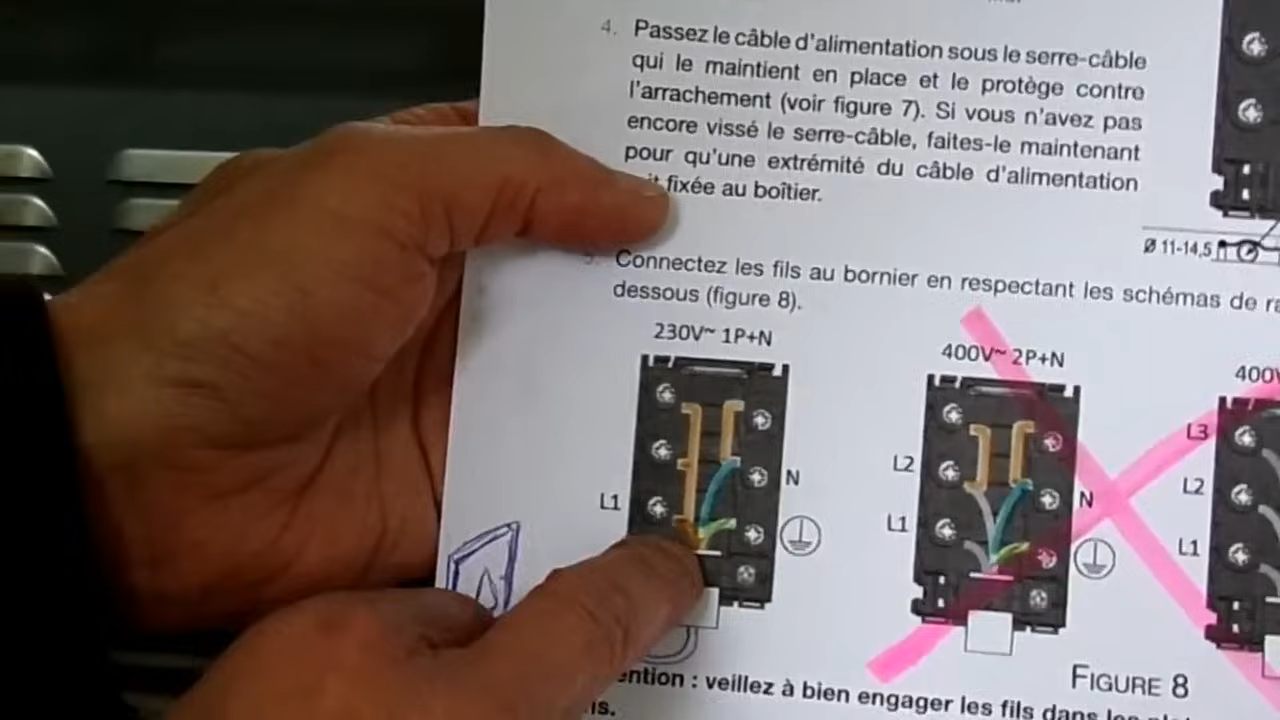 4. Passez le câble d'alimentation sous le serre-câble
qui le maintient en place et le protège contre
l'arrachement (voir figure 7). Si vous n'avez pas
encore vissé le serre-câble, faites-le maintenant
pour qu'une extrémité du câble d'alimentation
fixée au boîtier.
Ø 11-14,5
5. Connectez les fils au bornier en respectant les schémas de
dessous (figure 8).
230V~ 1P+N
L1
N
400V~ 2P+N
L2
L1
N
400V
L3
L2
L1
FIGURE 8
: veillez à bien engager les fils dans les